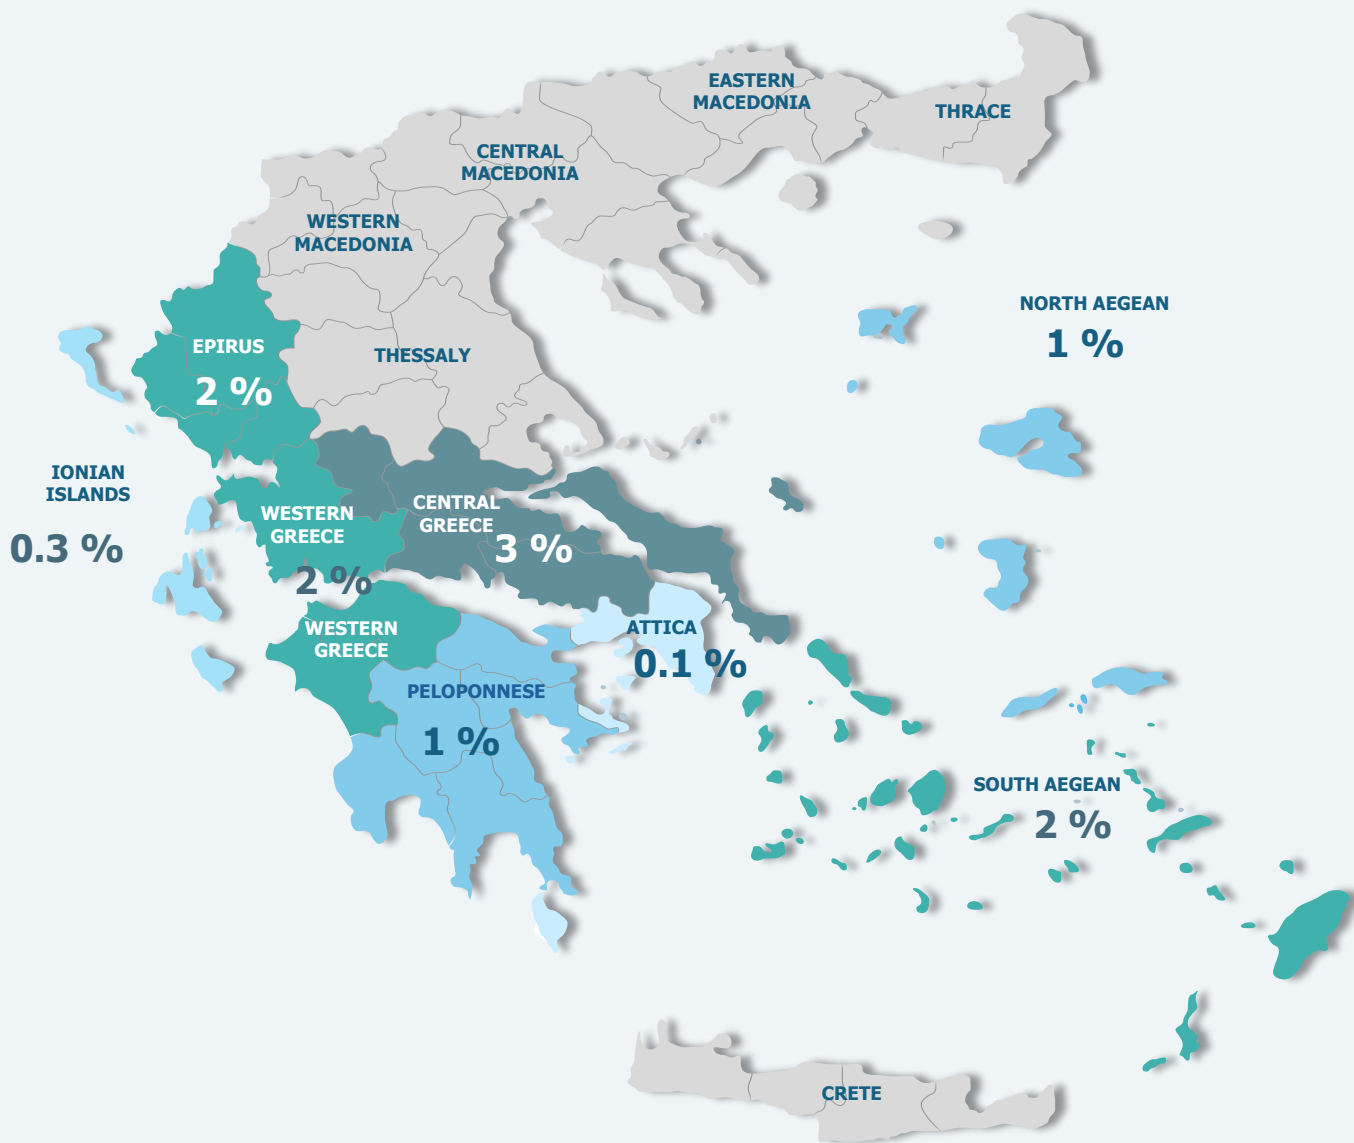 EASTERN
MACEDONIA
THRACE
CENTRAL
MACEDONIA
WESTERN
MACEDONIA
NORTH AEGEAN
1 %
EPIRUS
2 %
THESSALY
IONIAN
ISLANDS
0.3 %
WESTERN
GREECE
2 %
CENTRAL
GREECE
3 %
WESTERN
GREECE
ATTICA
0.1 %
PELOPONNESE
1 %
SOUTH AEGEAN
2 %
CRETE